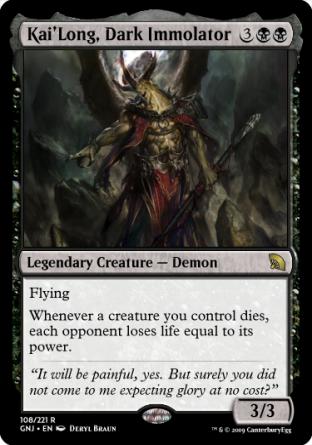 Kai'Long, Dark Immolator 3
Legendary Creature — Demon
Flying
Whenever a creature you control dies,
each opponent loses life equal to its
power.
"It will be painful, yes. But surely you did
not come to me expecting glory at no cost?"
3/3
108/221 R
GNJ • EN DERYL BRAUN
™ & © 2019 CanterburyEgg